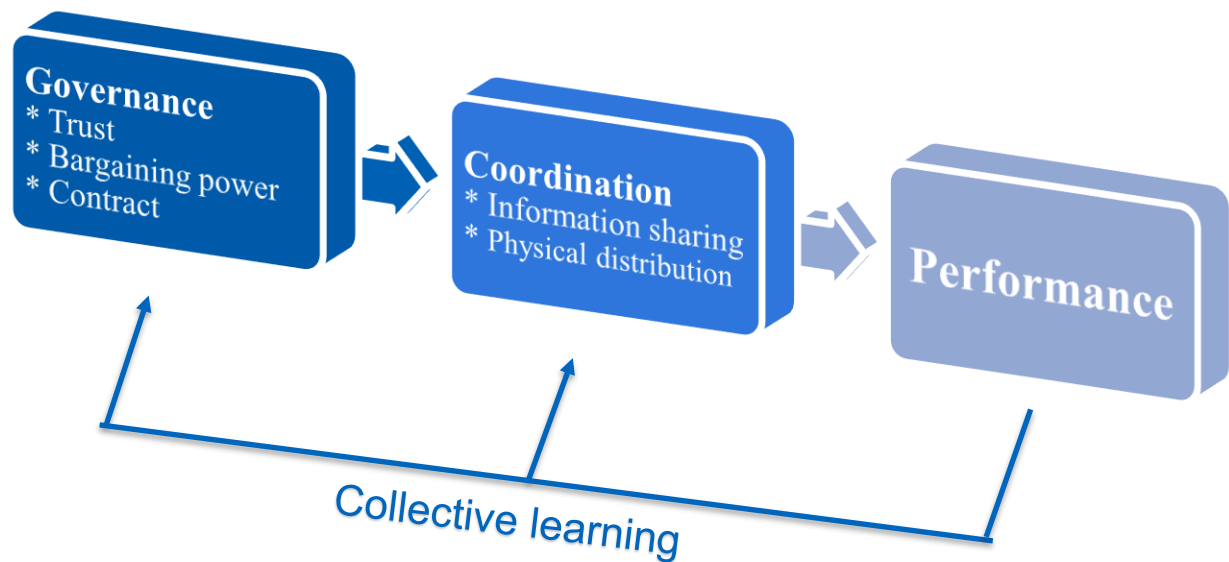 Governance
* Trust
* Bargaining power
* Contract
Coordination
* Information sharing
* Physical distribution
Performance
Collective learning